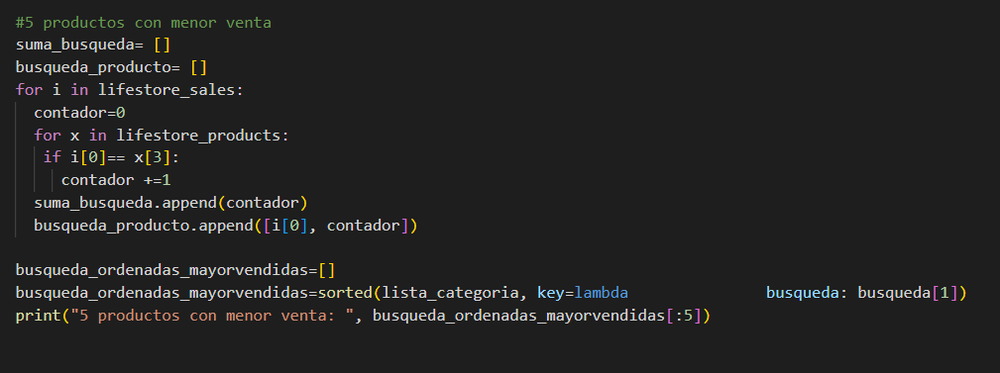 #5 productos con menor venta
suma_busqueda= []
busqueda_producto= []
for i in lifestore_sales:
  contador=0
  for x in lifestore_products:
   if i[0]== x[3]:
     contador +=1
  suma_busqueda.append(contador)
  busqueda_producto.append([i[0], contador])

busqueda_ordenadas_mayorvendidas=[]
busqueda_ordenadas_mayorvendidas=sorted(lista_categoria, key=lambda               busqueda: busqueda[1])
print("5 productos con menor venta: ", busqueda_ordenadas_mayorvendidas[:5])